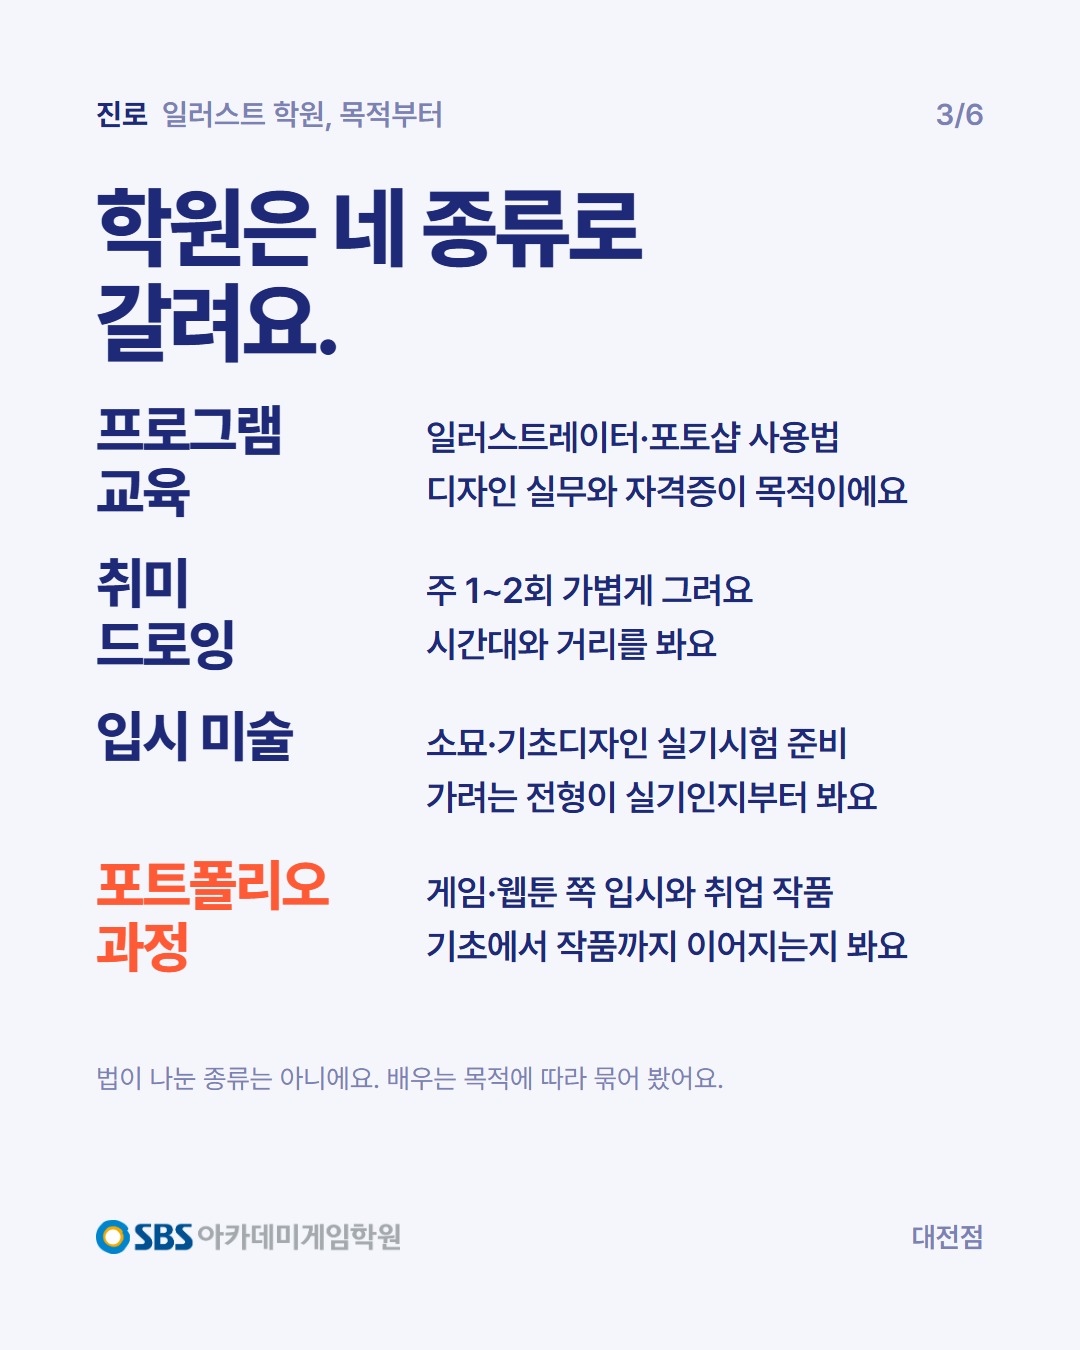 진로 일러스트 학원, 목적부터 3/6
학원은 네 종류로
갈려요.
프로그램
교육
일러스트레이터·포토샵 사용법
디자인 실무와 자격증이 목적이에요
취미
드로잉
주 1~2회 가볍게 그려요
시간대와 거리를 봐요
입시 미술
소묘·기초디자인 실기시험 준비
가려는 전형이 실기인지부터 봐요
포트폴리오
과정
게임·웹툰 쪽 입시와 취업 작품
기초에서 작품까지 이어지는지 봐요
법이 나눈 종류는 아니에요. 배우는 목적에 따라 묶어 봤어요.
SBS 아카데미게임학원 대전점